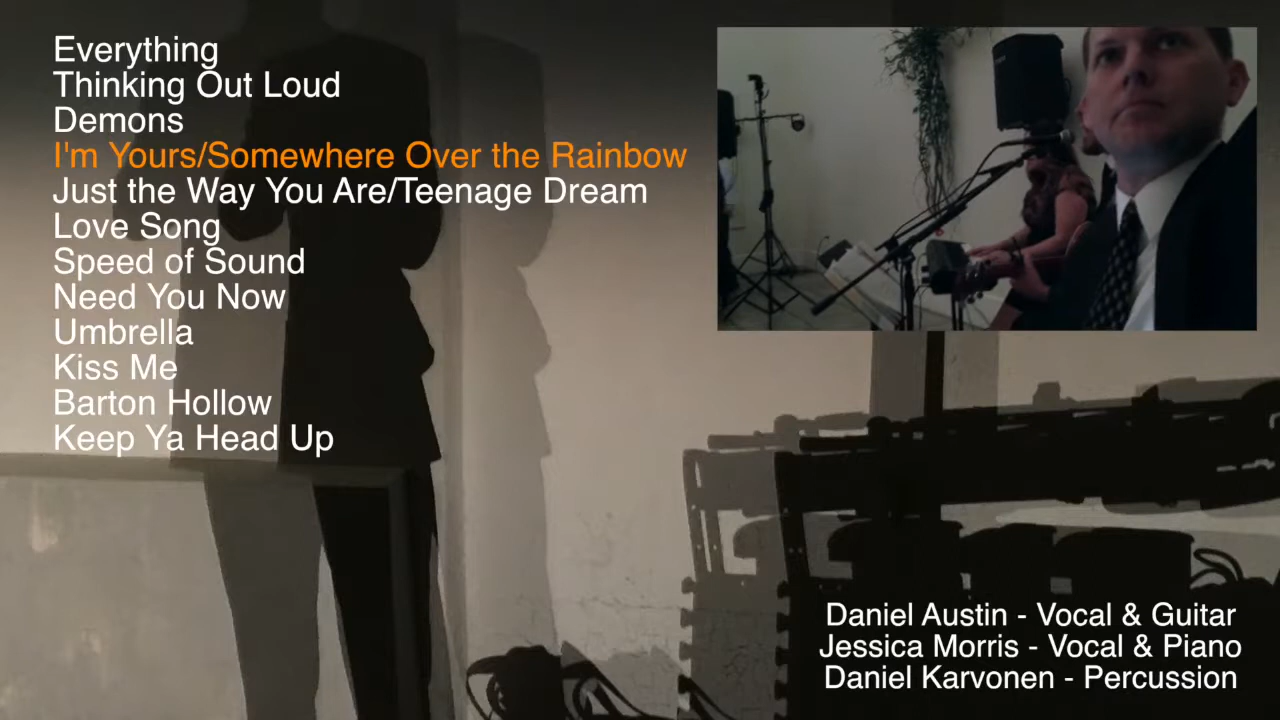 Everything
Thinking Out Loud
Demons
I'm Yours/Somewhere Over the Rainbow
Just the Way You Are/Teenage Dream
Love Song
Speed of Sound
Need You Now
Umbrella
Kiss Me
Barton Hollow
Keep Ya Head Up
Daniel Austin - Vocal & Guitar
Jessica Morris - Vocal & Piano
Daniel Karvonen - Percussion